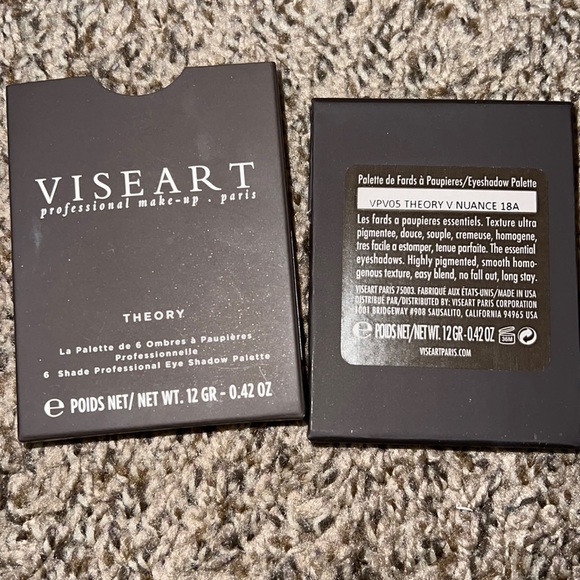 VISEART
professional make-up . paris
THEORY
La Palette de 6 Ombres à Paupières
Professionnelle
6 Shade Professional Eye Shadow Palette
e POIDS NET/ NET WT. 12 GR - 0.42 OZ
Palette de Fards à Paupieres/Eyeshadow Palette
VPV05 THEORY V NUANCE 18A
Les fards a paupieres essentiels. Texture ultra
pigmentee, douce, souple, cremeuse, homogene,
tres facile a estomper, tenue parfaite. The essential
eyeshadows. Highly pigmented, smooth homo-
genous texture, easy blend, no fall out, long stay.
VISEART PARIS 75003. FABRIQUÉ AUX ÉTATS-UNIS/MADE IN USA
DISTRIBUÉ PAR/DISTRIBUTED BY: VISEART PARIS CORPORATION
1001 BRIDGEWAY #908 SAUSALITO, CALIFORNIA 94965 USA
e POIDS NET/NET WT. 12 GR-0.42 OZ 36M
VISEARTPARIS.COM